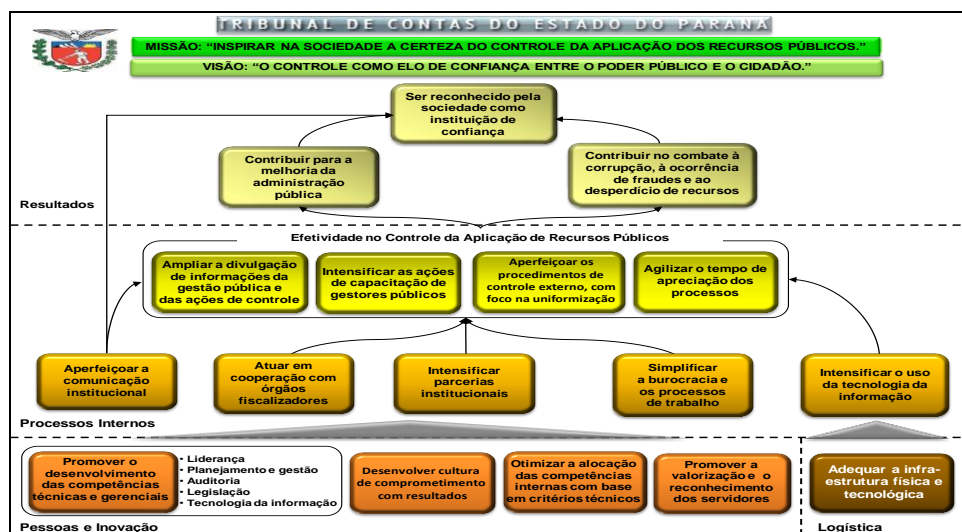 TRIBUNAL DE CONTAS DO ESTADO DO PARANÁ
MISSÃO: “INSPIRAR NA SOCIEDADE A CERTEZA DO CONTROLE DA APLICAÇÃO DOS RECURSOS PÚBLICOS.”
VISÃO: “O CONTROLE COMO ELO DE CONFIANÇA ENTRE O PODER PÚBLICO E O CIDADÃO.”
Ser reconhecido pela
sociedade como
instituição de
confiança
Contribuir para a
melhoria da
administração
pública
Contribuir no combate à
corrupção, à ocorrência
de fraudes e ao
desperdício de recursos
Resultados
Efetividade no Controle da Aplicação de Recursos Públicos
Ampliar a divulgação
de informações da
gestão pública e
das ações de controle
Intensificar as ações
de capacitação de
gestores públicos
Aperfeiçoar os
procedimentos de
controle externo, com
foco na uniformização
Agilizar o tempo de
apreciação dos
processos
Aperfeiçoar a
comunicação
institucional
Atuar em
cooperação com
órgãos
fiscalizadores
Intensificar
parcerias
institucionais
Simplificar
a burocracia e
os processos
de trabalho
Intensificar o uso
da tecnologia da
informação
Processos Internos
Promover o
desenvolvimento
das competências
técnicas e gerenciais
• Liderança
• Planejamento e gestão
• Auditoria
• Legislação
• Tecnologia da informação
Desenvolver cultura
de comprometimento
com resultados
Otimizar a alocação
das competências
internas com base
em critérios técnicos
Promover a
valorização e o
reconhecimento
dos servidores
Adequar a infra-
estrutura física e
tecnológica
Pessoas e Inovação
Logística